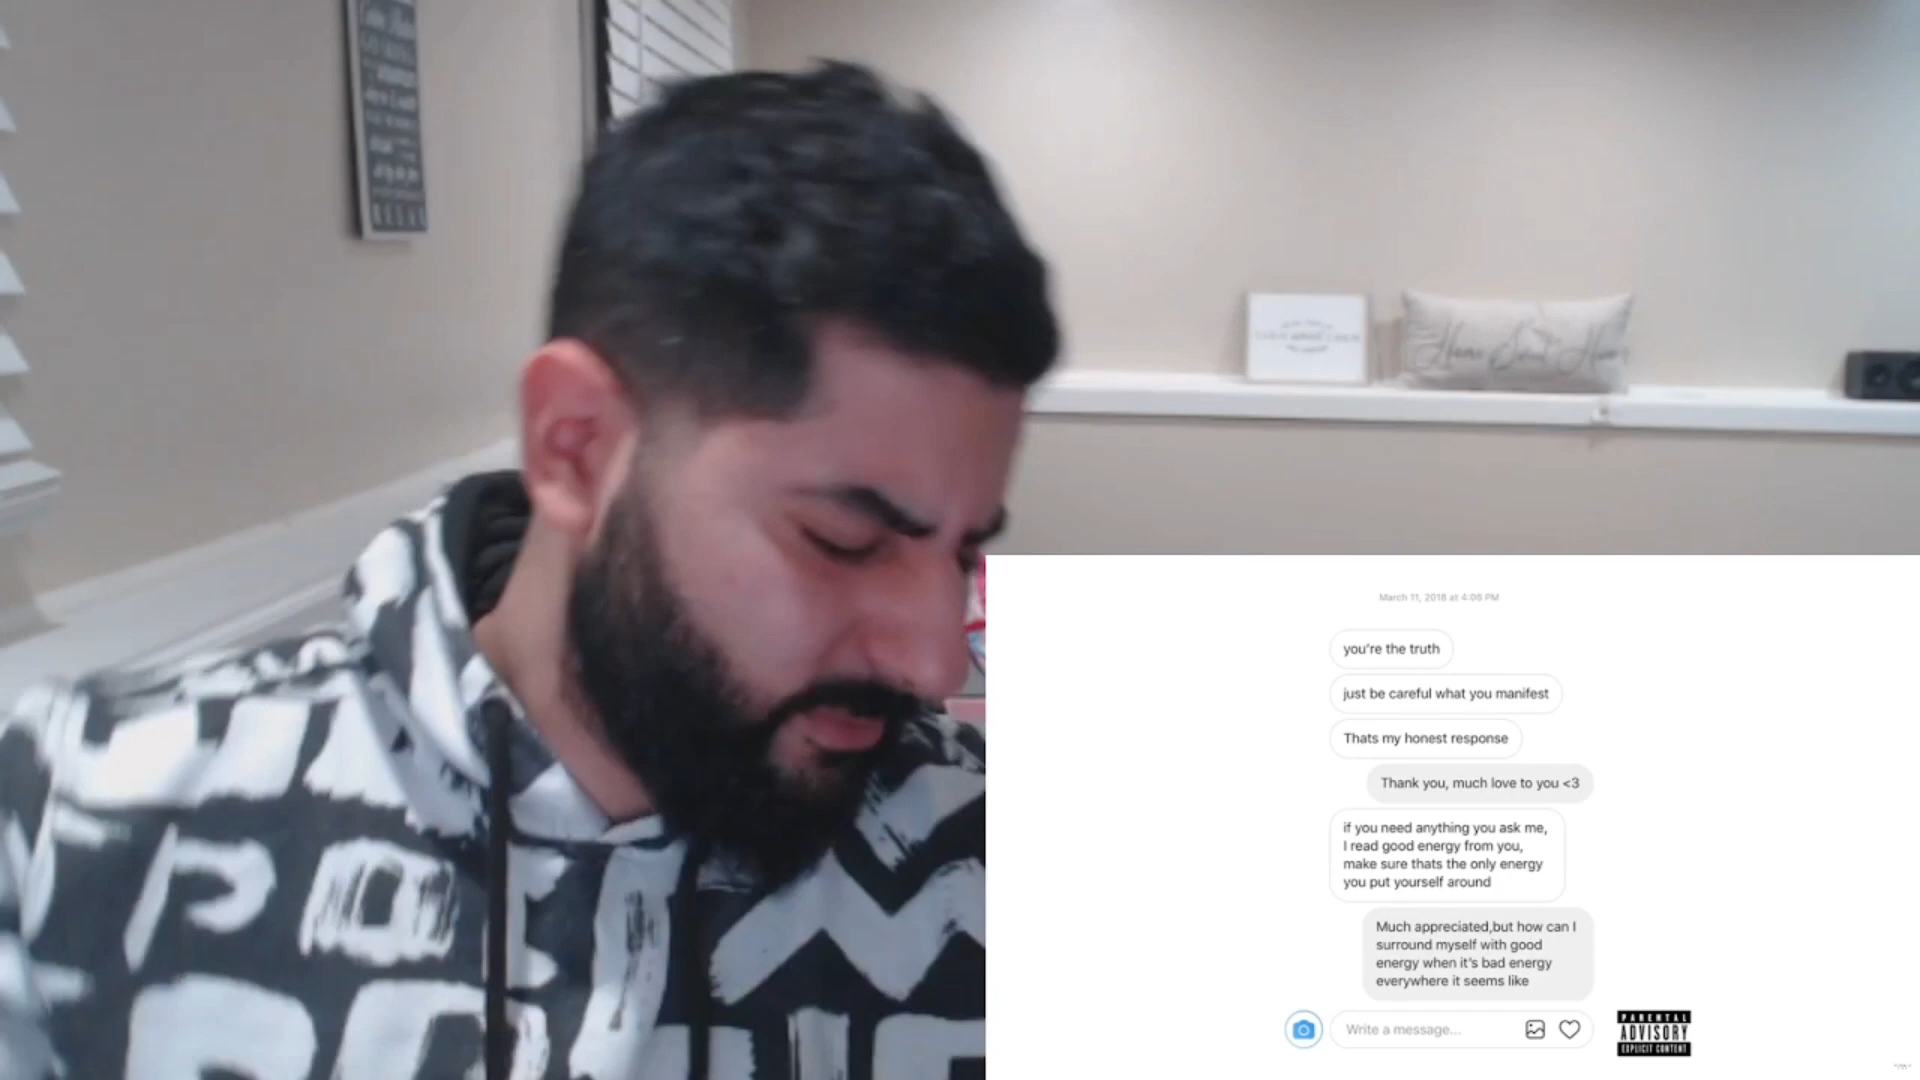 March 11, 2018 at 4:06 PM
you're the truth
just be careful what you manifest
Thats my honest response
Thank you, much love to you <3
if you need anything you ask me,
I read good energy from you,
make sure thats the only energy
you put yourself around
Much appreciated,but how can I
surround myself with good
energy when it's bad energy
everywhere it seems like
Write a message...
PARENTAL
ADVISORY
EXPLICIT CONTENT
Home Sweet Home